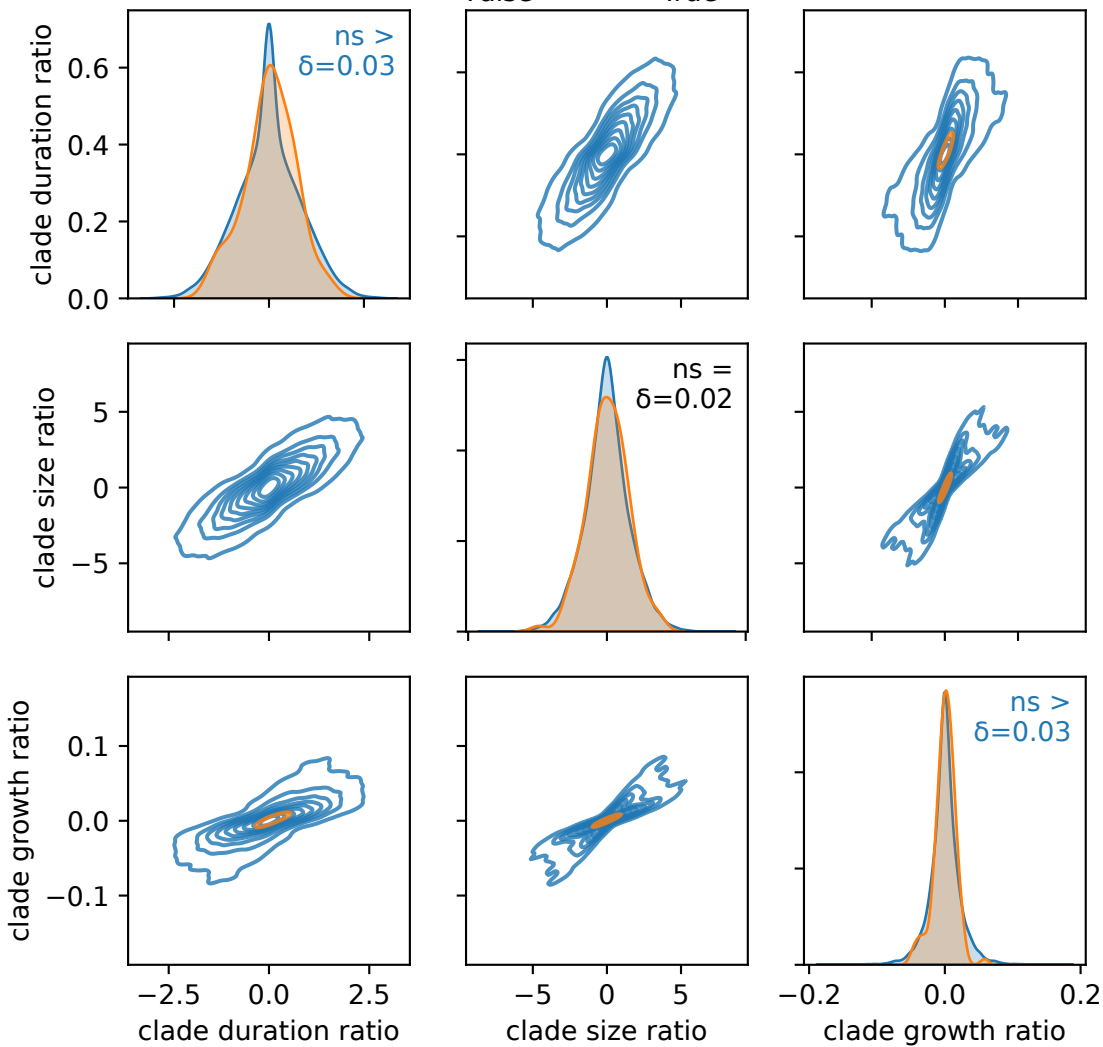 clade duration ratio
0.6
0.4
0.2
0.0
ns >
δ=0.03
clade size ratio
5
0
−5
ns =
δ=0.02
clade growth ratio
0.1
0.0
−0.1
ns >
δ=0.03
−2.5 0.0 2.5
−5 0 5
−0.2 0.0 0.2
clade duration ratio
clade size ratio
clade growth ratio